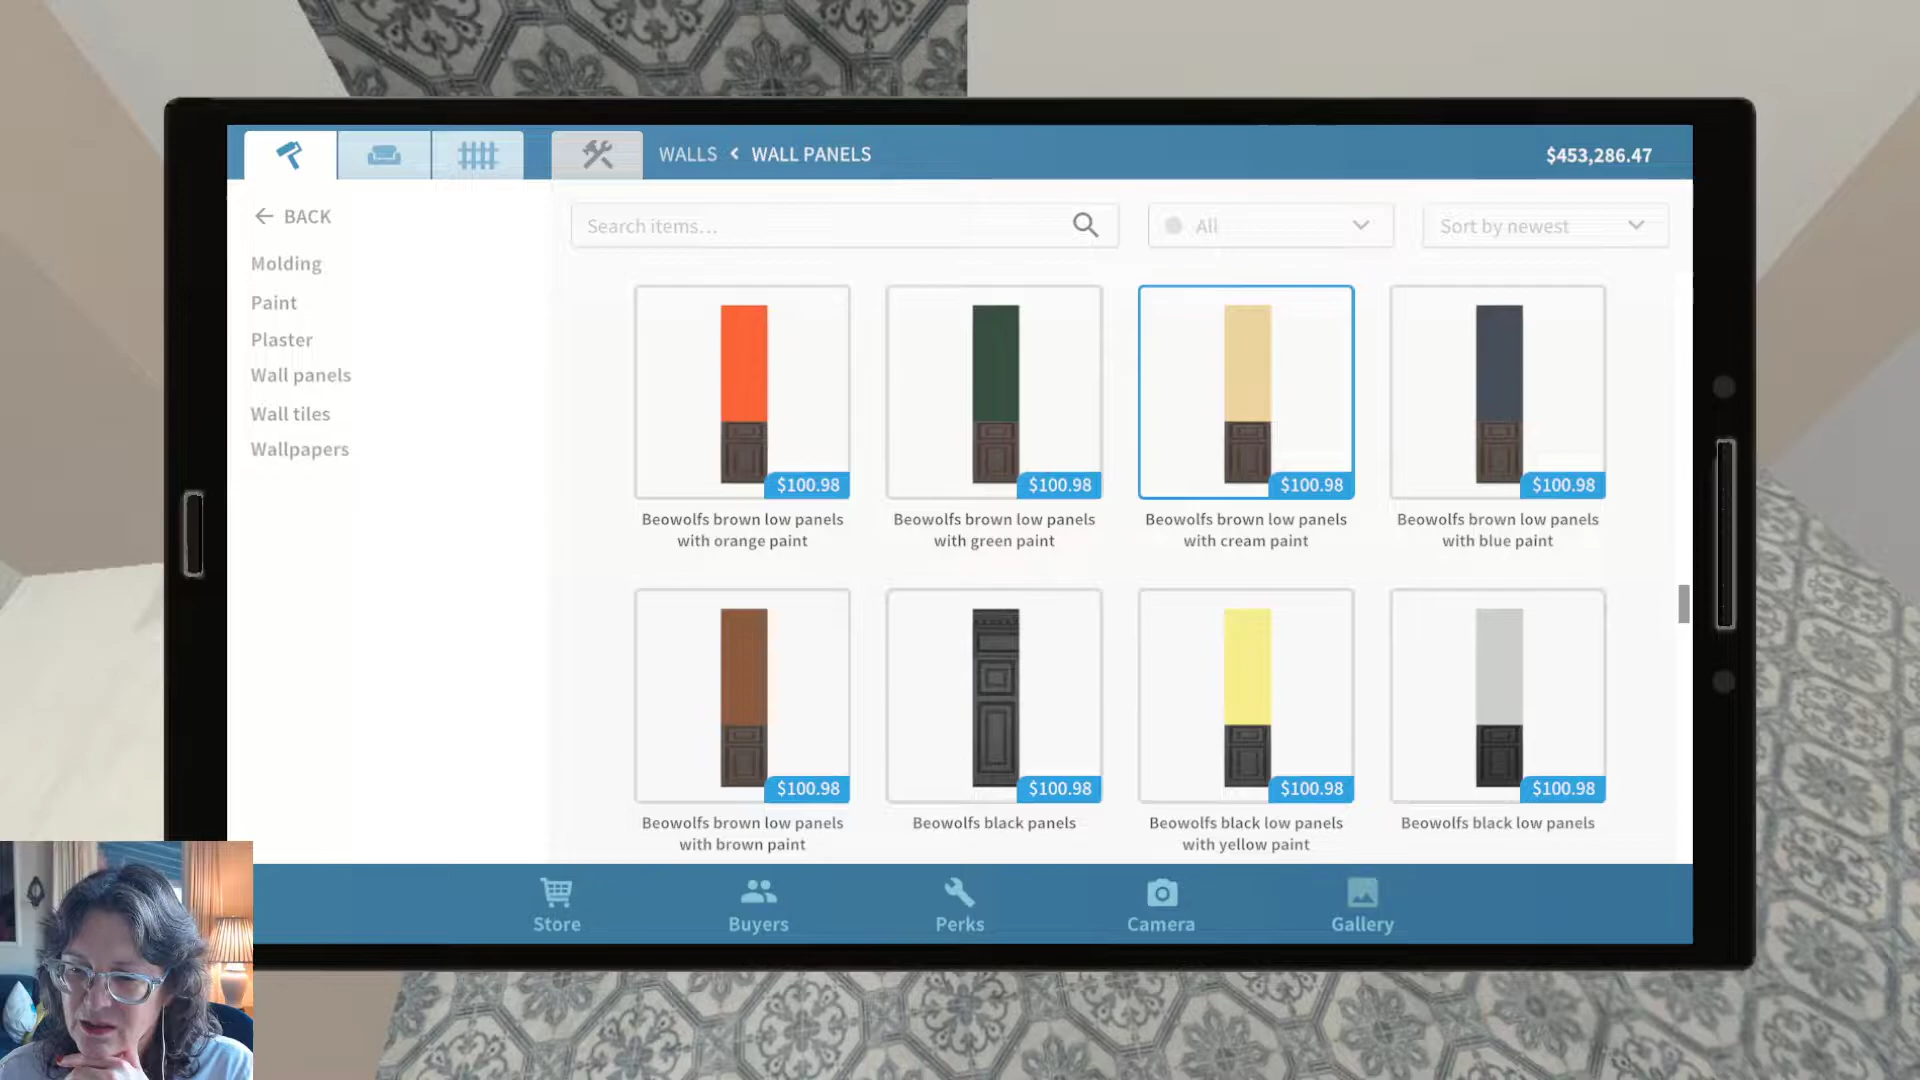 WALLS < WALL PANELS
$453,286.47
BACK
Molding
Paint
Plaster
Wall panels
Wall tiles
Wallpapers
Search items...
All
Sort by newest
$100.98
$100.98
$100.98
$100.98
Beowolfs brown low panels
with orange paint
Beowolfs brown low panels
with green paint
Beowolfs brown low panels
with cream paint
Beowolfs brown low panels
with blue paint
$100.98
$100.98
$100.98
$100.98
Beowolfs brown low panels
with brown paint
Beowolfs black panels
Beowolfs black low panels
with yellow paint
Beowolfs black low panels
Store
Buyers
Perks
Camera
Gallery